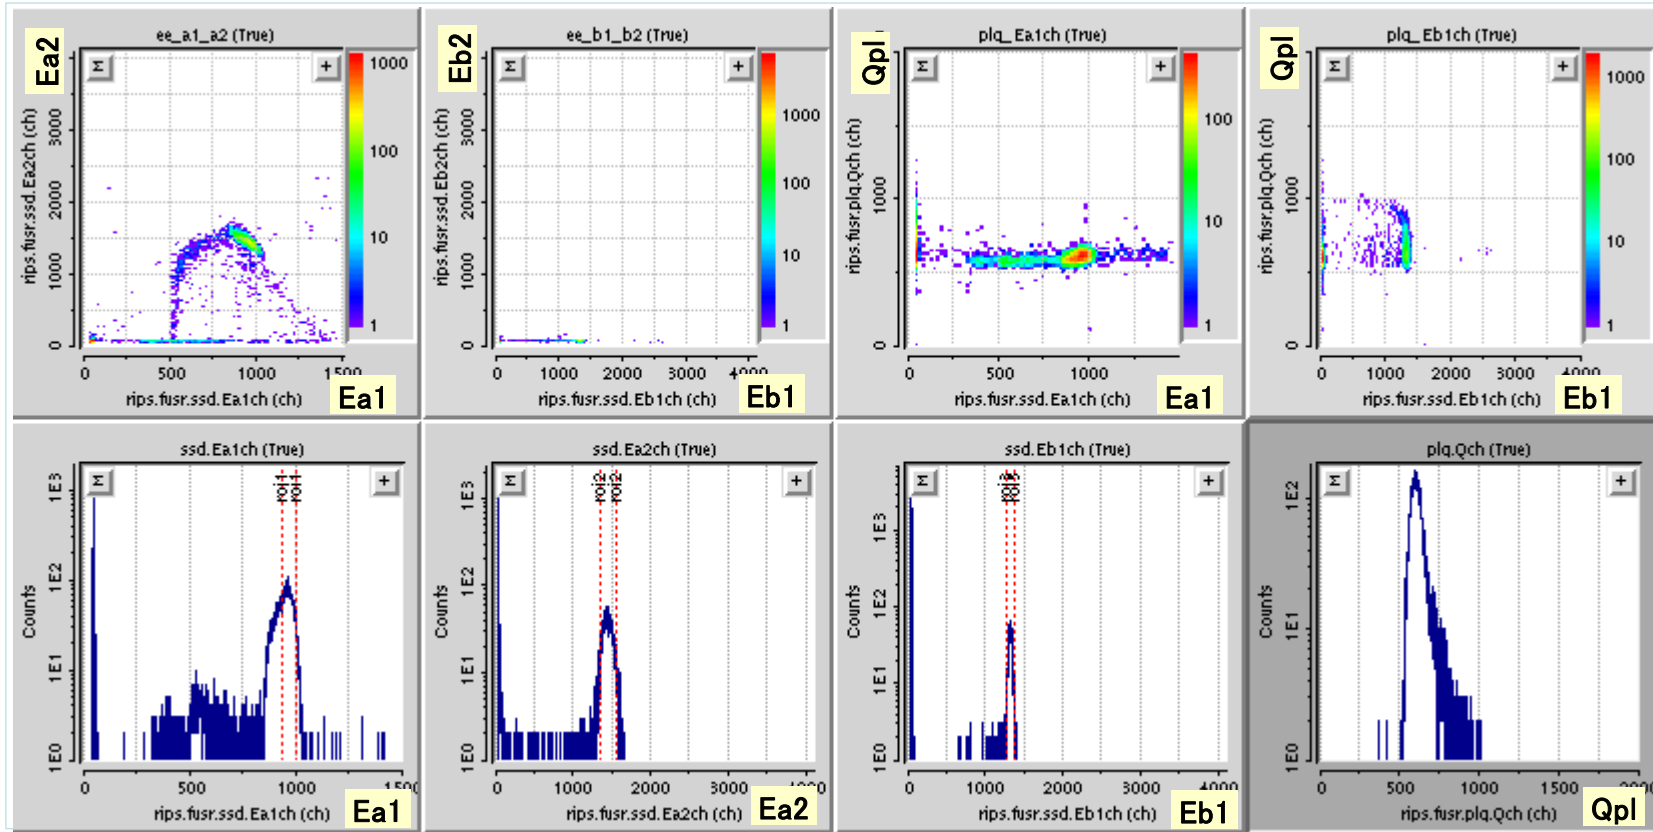 ee_a1_a2 (True)
Ea2
Σ
+
1000
100
10
1
rips.fusr.ssd.Ea2ch (ch)
3000
2000
1000
0
0
500
1000
1500
rips.fusr.ssd.Ea1ch (ch)
Ea1
ee_b1_b2 (True)
Eb2
Σ
+
1000
100
10
1
rips.fusr.ssd.Eb2ch (ch)
3000
2000
1000
0
0
1000
2000
3000
4000
rips.fusr.ssd.Eb1ch (ch)
Eb1
plq_Ea1ch (True)
Qpl
Σ
+
100
10
1
rips.fusr.plq.Qch (ch)
1000
0
0
500
1000
rips.fusr.ssd.Ea1ch (ch)
Ea1
plq_Eb1ch (True)
Qpl
Σ
+
1000
100
10
1
rips.fusr.plq.Qch (ch)
1000
0
0
1000
2000
3000
4000
rips.fusr.ssd.Eb1ch (ch)
Eb1
ssd.Ea1ch (True)
Σ
+
roi1
roi1
Counts
1E3
1E2
1E1
1E0
0
500
1000
1500
rips.fusr.ssd.Ea1ch (ch)
Ea1
ssd.Ea2ch (True)
Σ
+
roi2
roi2
Counts
1E3
1E2
1E1
1E0
0
1000
2000
3000
4000
rips.fusr.ssd.Ea2ch (ch)
Ea2
ssd.Eb1ch (True)
Σ
+
Counts
1E3
1E2
1E1
1E0
0
1000
2000
3000
4000
rips.fusr.ssd.Eb1ch (ch)
Eb1
plq.Qch (True)
Σ
+
Counts
1E2
1E1
1E0
0
500
1000
1500
rips.fusr.plq.Qch (ch)
Qpl